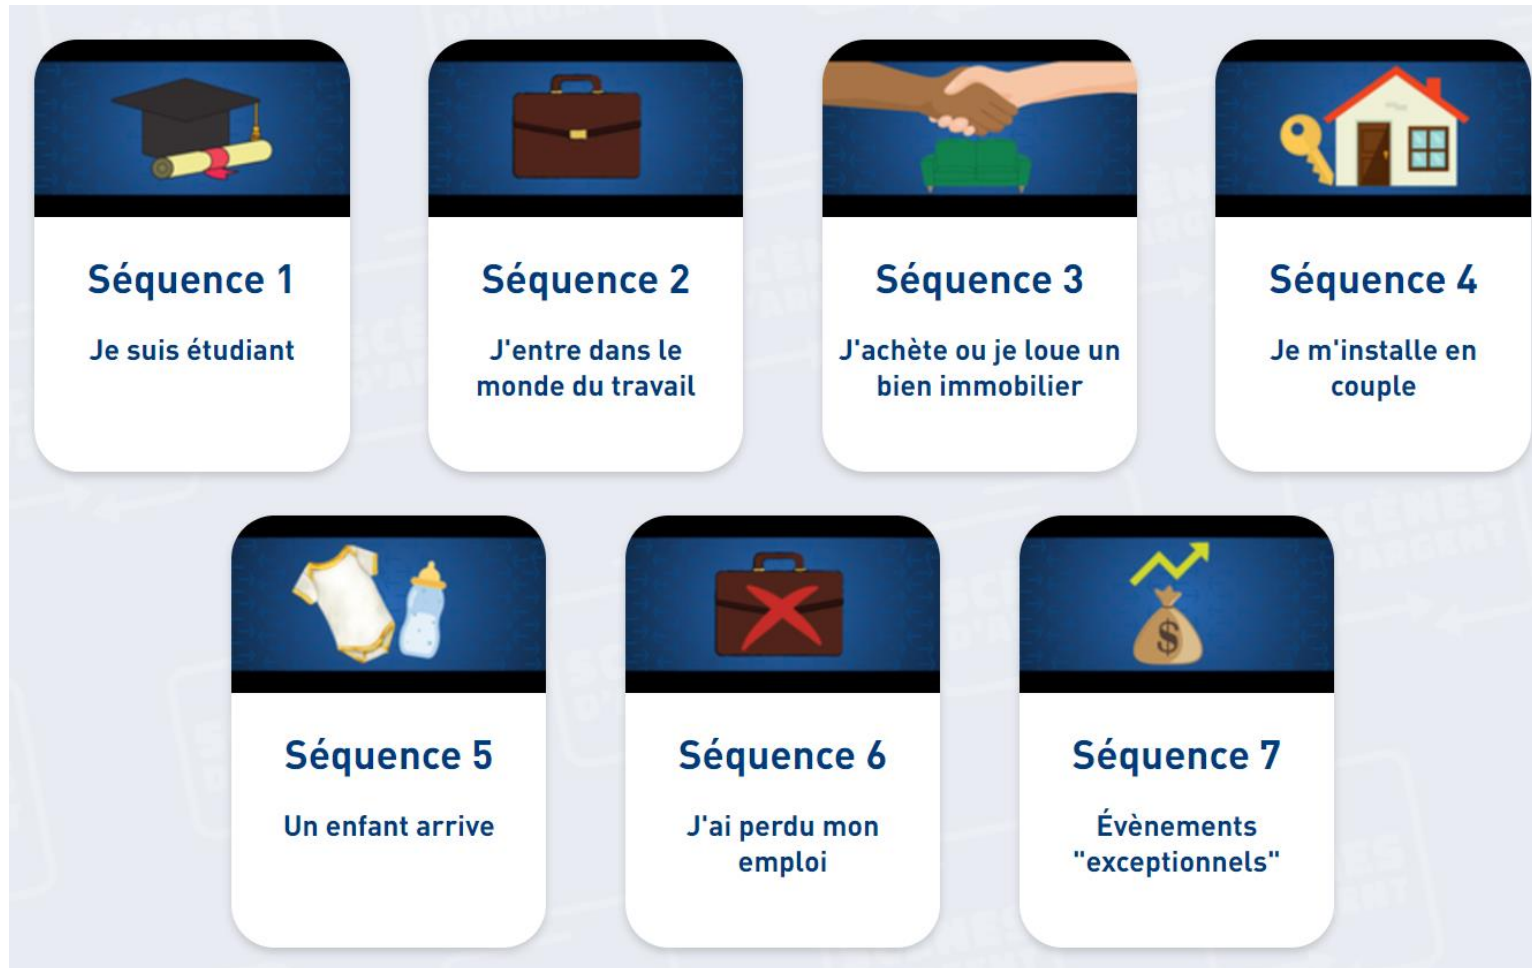 Séquence 1
Je suis étudiant
Séquence 2
J'entre dans le
monde du travail
Séquence 3
J'achète ou je loue un
bien immobilier
Séquence 4
Je m'installe en
couple
Séquence 5
Un enfant arrive
Séquence 6
J'ai perdu mon
emploi
Séquence 7
$
Évènements
"exceptionnels"